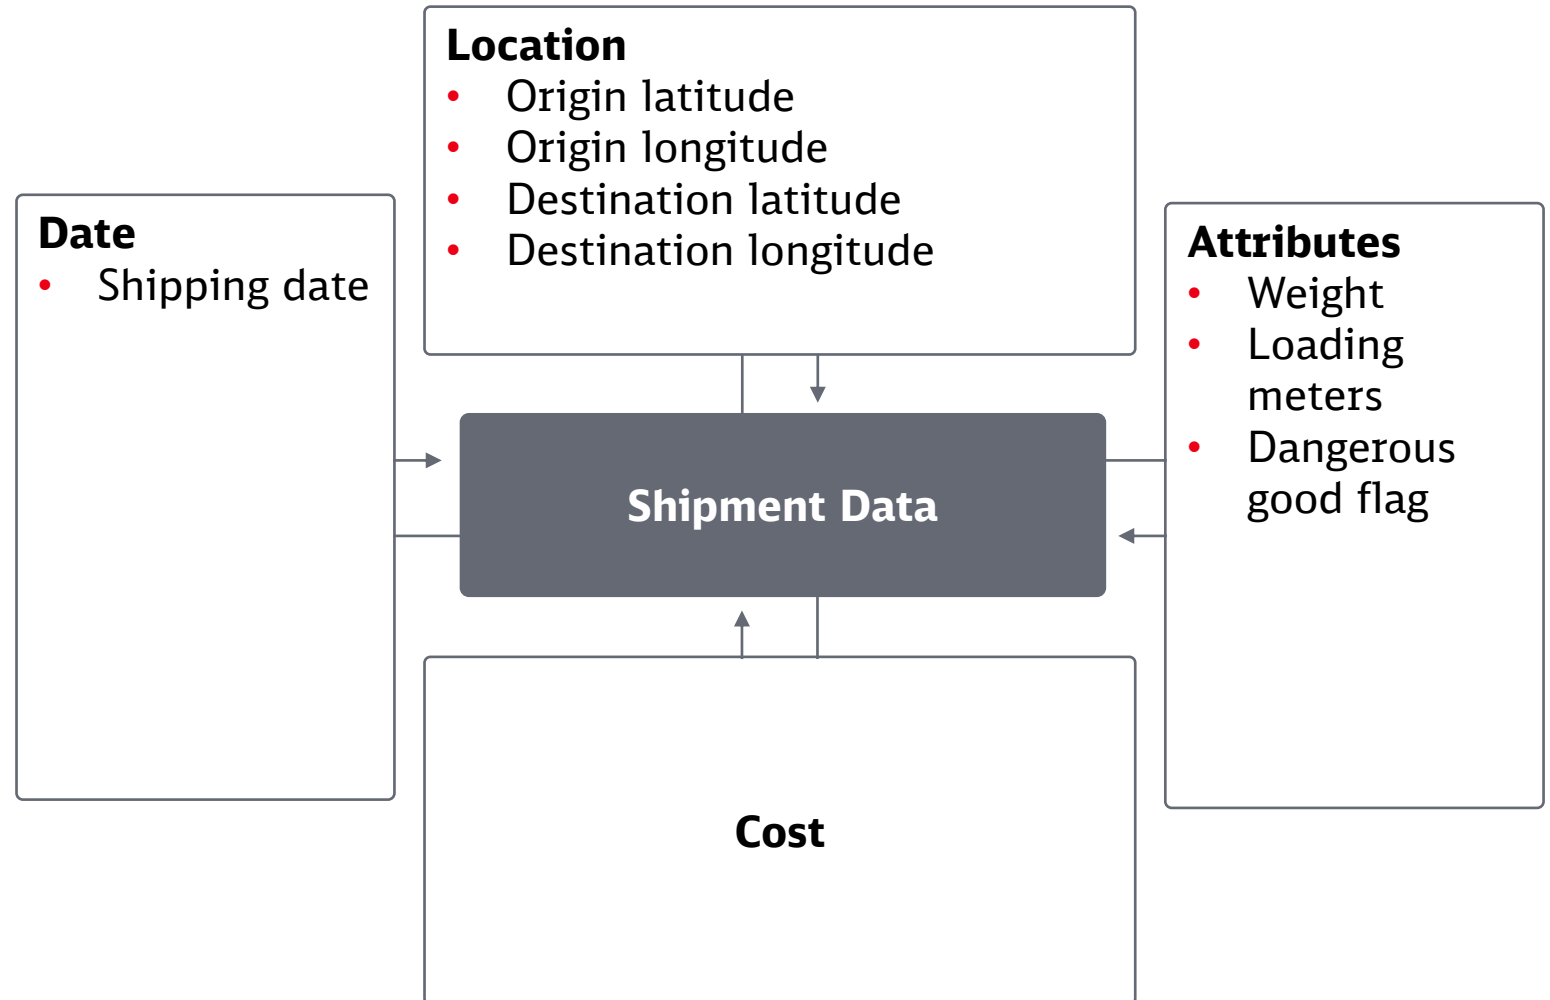 Location
• Origin latitude
• Origin longitude
• Destination latitude
• Destination longitude
Date
• Shipping date
Attributes
• Weight
• Loading
meters
• Dangerous
good flag
Shipment Data
Cost